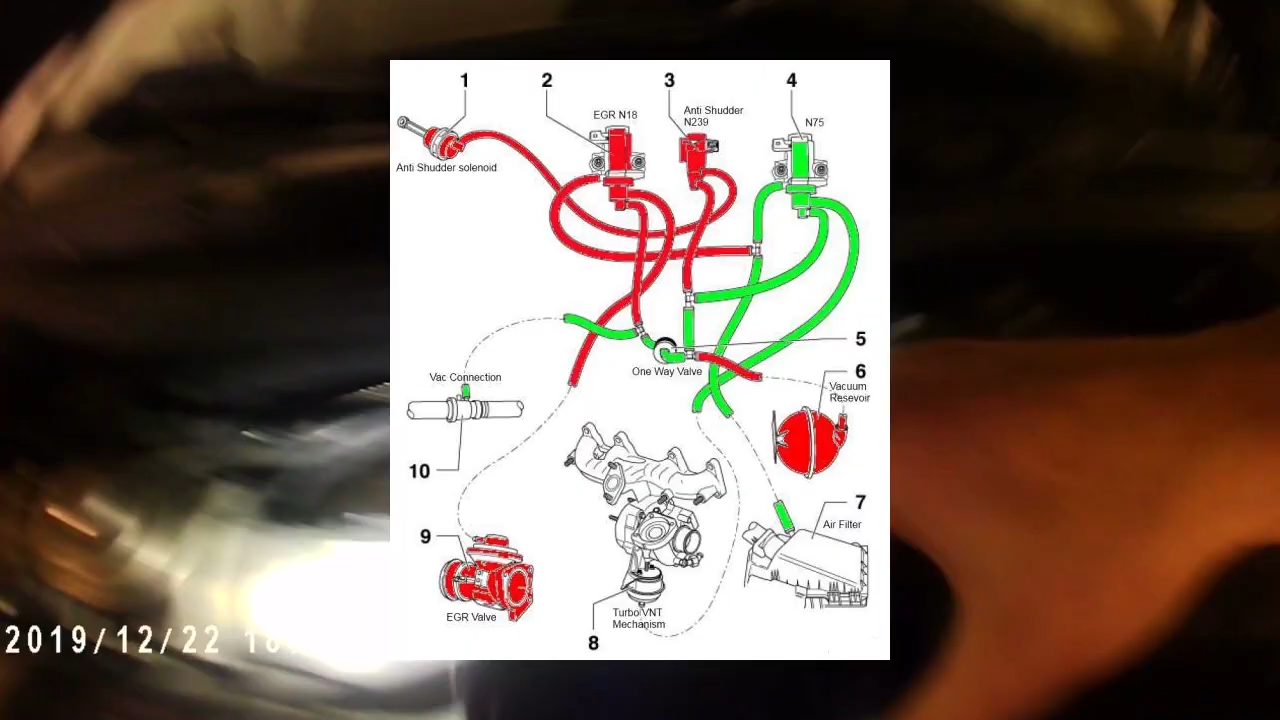 1
2
3
4
EGR N18
Anti Shudder
N239
N75
Anti Shudder solenoid
5
One Way Valve
6
Vacuum
Resevoir
Vac Connection
10
7
Air Filter
9
EGR Valve
Turbo VNT
Mechanism
8
2019/12/22